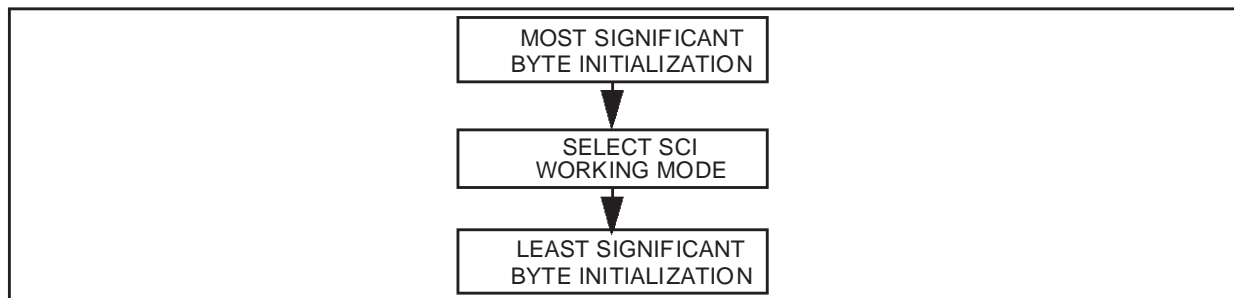 MOST SIGNIFICANT
BYTE INITIALIZATION
SELECT SCI
WORKING MODE
LEAST SIGNIFICANT
BYTE INITIALIZATION